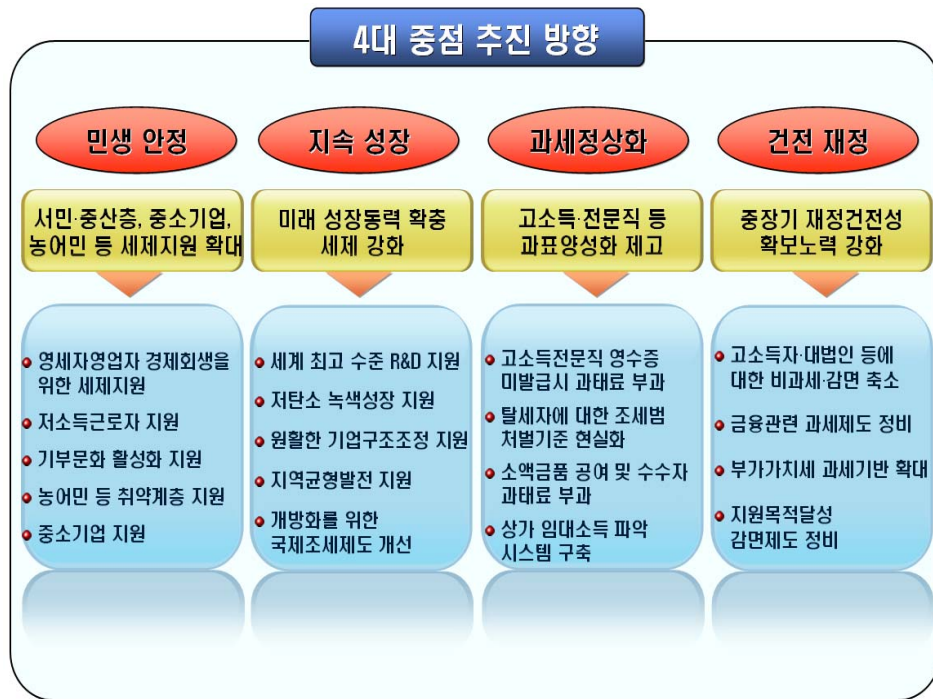 4대 중점 추진 방향
민생 안정
서민·중산층, 중소기업,
농어민 등 세제지원 확대
영세자영업자 경제회생을
위한 세제지원
저소득근로자 지원
기부문화 활성화 지원
농어민 등 취약계층 지원
중소기업 지원
지속 성장
미래 성장동력 확충
세제 강화
세계 최고 수준 R&D 지원
저탄소 녹색성장 지원
원활한 기업구조조정 지원
지역균형발전 지원
개방화를 위한
국제조세제도 개선
과세정상화
고소득·전문직 등
과표양성화 제고
고소득전문직 영수증
미발급시 과태료 부과
탈세자에 대한 조세범
처벌기준 현실화
소액금품 공여 및 수수자
과태료 부과
상가 임대소득 파악
시스템 구축
건전 재정
중장기 재정건전성
확보노력 강화
고소득자·대법인 등에
대한 비과세·감면 축소
금융관련 과세제도 정비
부가가치세 과세기반 확대
지원목적달성
감면제도 정비